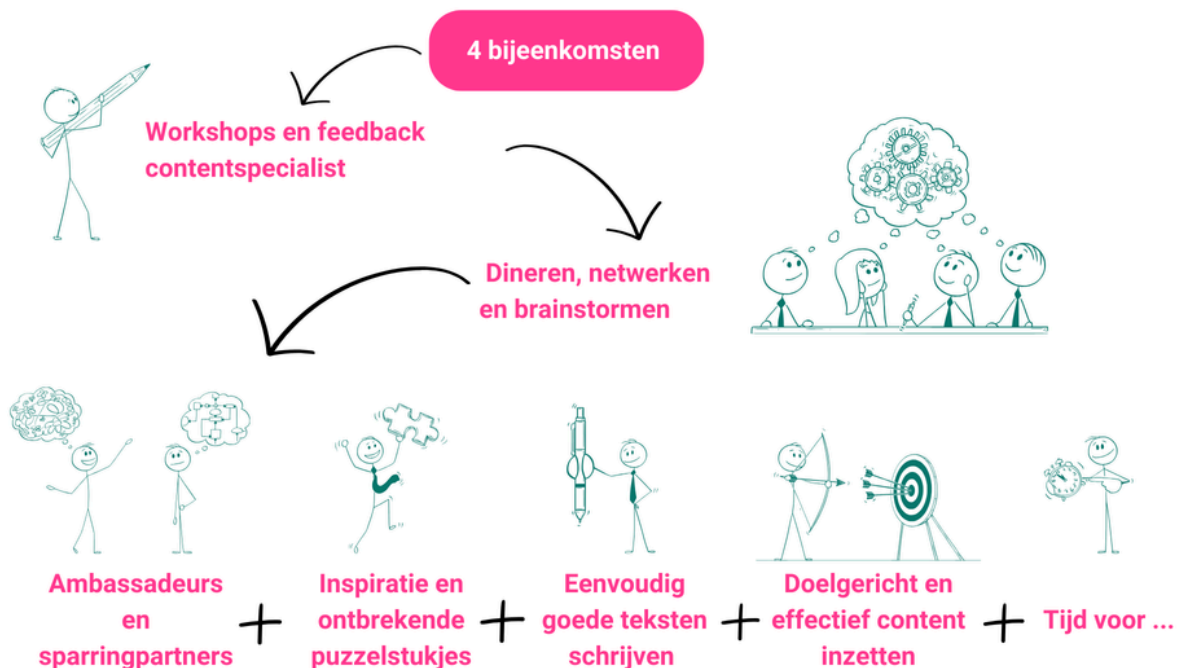 4 bijeenkomsten
Workshops en feedback
contentspecialist
Dineren, netwerken
en brainstormen
Ambassadeurs
en
sparringpartners
+
Inspiratie en
ontbrekende
puzzelstukjes
+
Eenvoudig
goede teksten
schrijven
+
Doelgericht en
effectief content
inzetten
+
Tijd voor ...